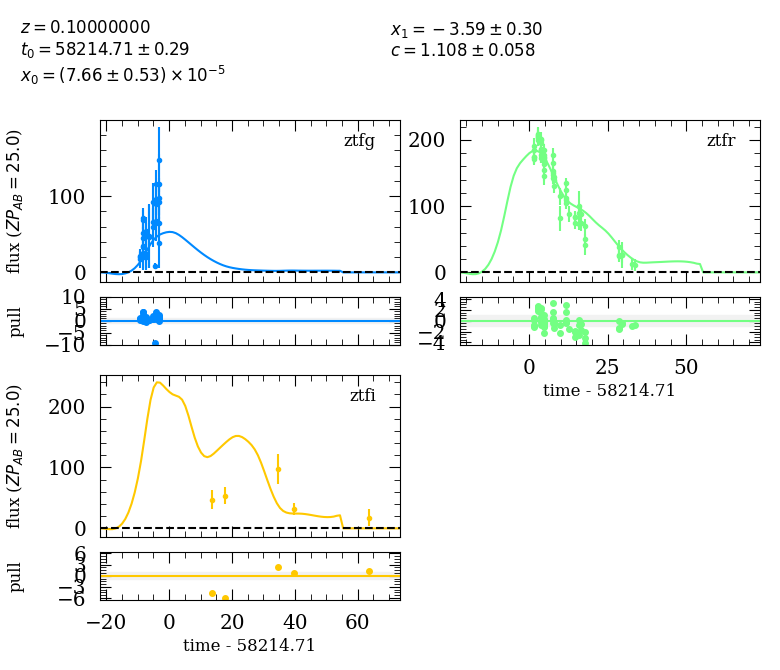 z = 0.10000000
t₀ = 58214.71 ± 0.29
x₀ = (7.66 ± 0.53) × 10⁻⁵
x₁ = −3.59 ± 0.30
c = 1.108 ± 0.058
ztfg
flux (ZP_AB = 25.0)
100
0
ztfr
200
100
0
pull
10
5
0
−5
−10
4
2
0
−2
−4
0
25
50
time - 58214.71
ztfi
flux (ZP_AB = 25.0)
200
100
0
pull
6
3
0
−3
−6
−20
0
20
40
60
time - 58214.71